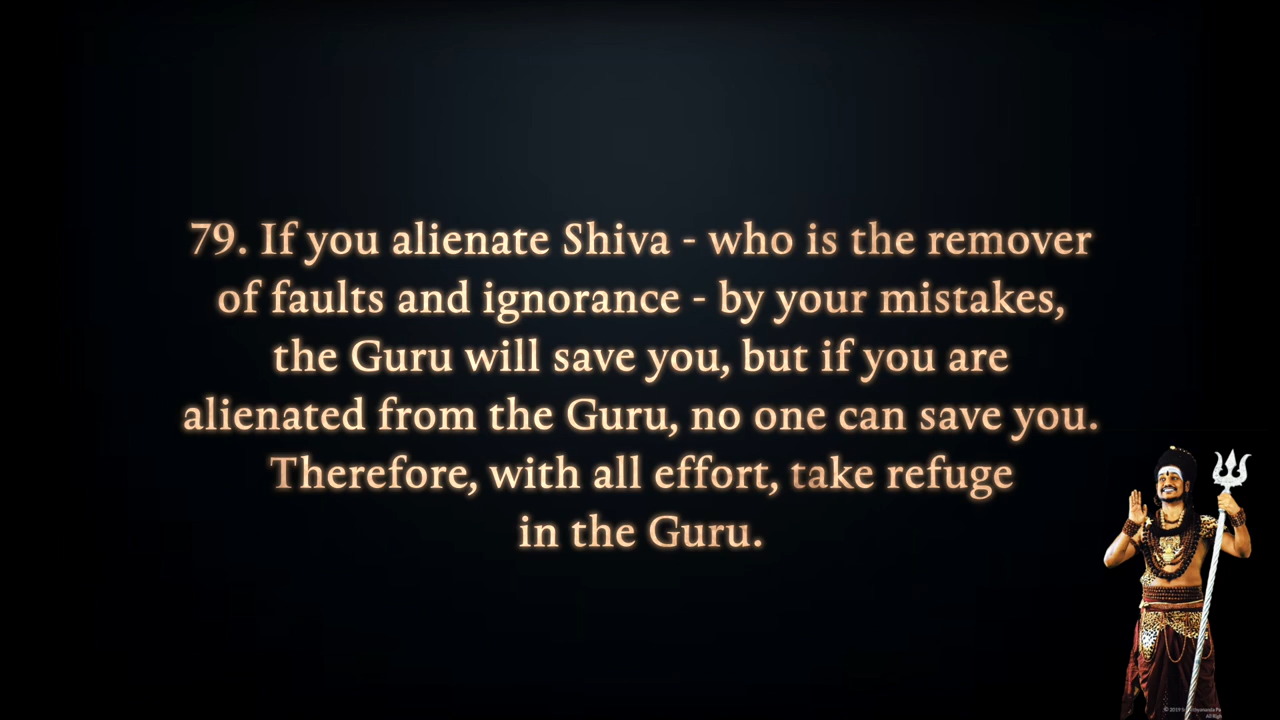 79. If you alienate Shiva - who is the remover
of faults and ignorance - by your mistakes,
the Guru will save you, but if you are
alienated from the Guru, no one can save you.
Therefore, with all effort, take refuge
in the Guru.
© 2019